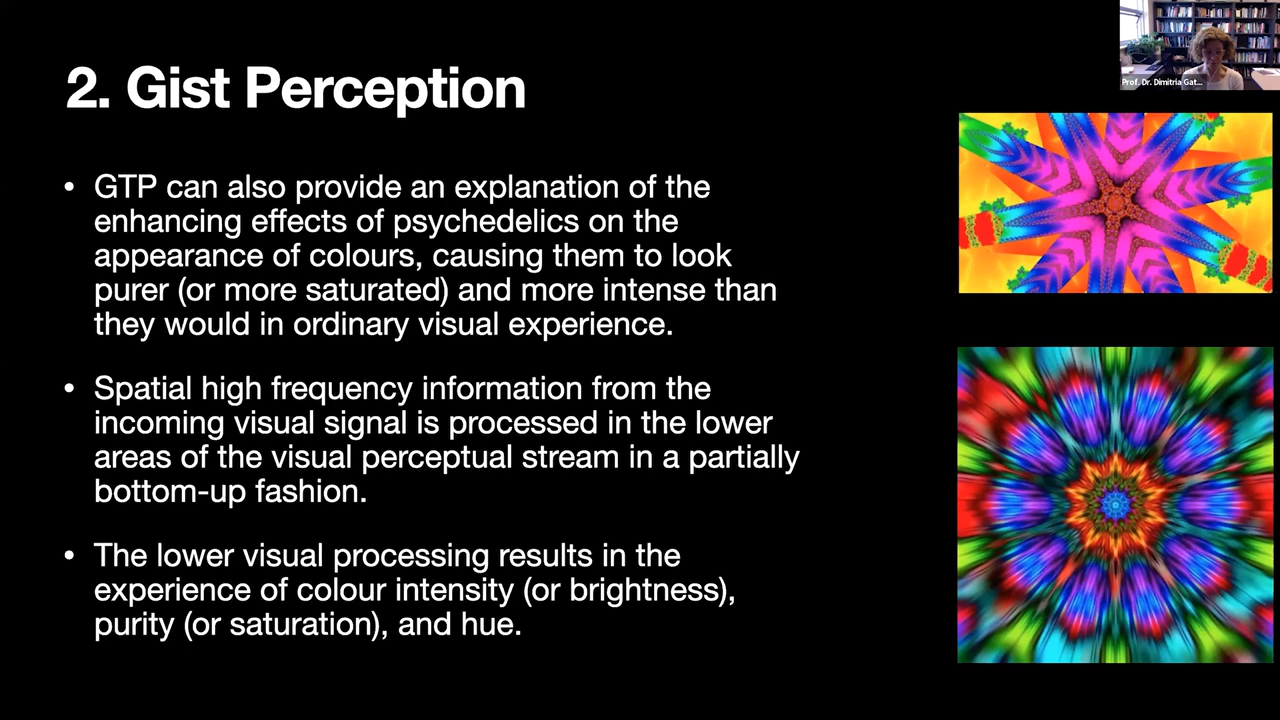 Prof. Dr. Dimitria Gat...
2. Gist Perception
• GTP can also provide an explanation of the
enhancing effects of psychedelics on the
appearance of colours, causing them to look
purer (or more saturated) and more intense than
they would in ordinary visual experience.
• Spatial high frequency information from the
incoming visual signal is processed in the lower
areas of the visual perceptual stream in a partially
bottom-up fashion.
• The lower visual processing results in the
experience of colour intensity (or brightness),
purity (or saturation), and hue.